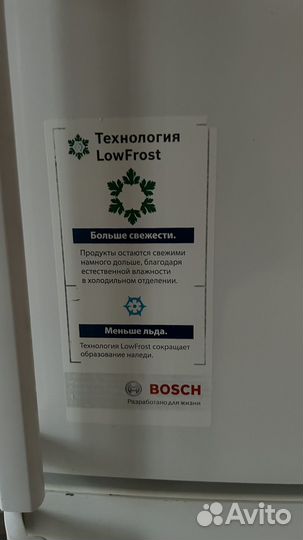 Технология
LowFrost
Больше свежести.
Продукты остаются свежими
намного дольше, благодаря
естественной влажности
в холодильном отделении.
Меньше льда.
Технология LowFrost сокращает
образование наледи.
BOSCH
Разработано для жизни
Avito